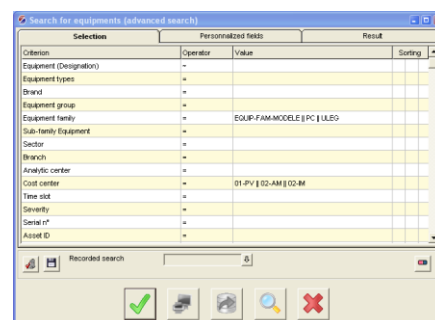 Search for equipments (advanced search)
Selection Personnalized fields Result
Criterion Operator Value Sorting
Equipment (Designation) =
Equipment types =
Brand =
Equipment group =
Equipment family = EQUIP-FAM-MODELE || PC || ULEG
Sub-family Equipment =
Sector =
Branch =
Analytic center =
Cost center = 01-PV || 02-AM || 02-IM
Time slot =
Severity =
Serial n° =
Asset ID =
Recorded search